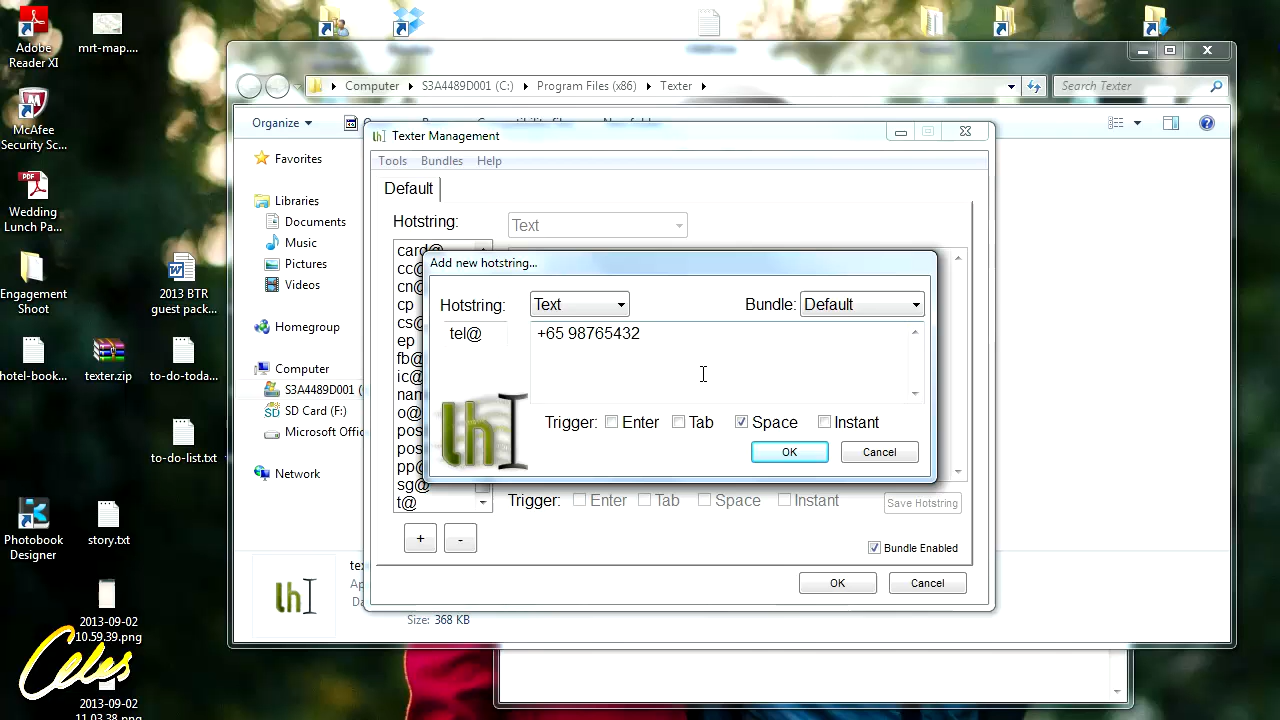 Adobe
Reader XI
mrt-map....
McAfee
Security Sc...
Wedding
Lunch Pa...
Engagement
Shoot
2013 BTR
guest pack...
hotel-book...
texter.zip
to-do-toda...
to-do-list.txt
Photobook
Designer
story.txt
2013-09-02
10.59.39.png
Celes
2013-09-02
11.03.38.png
Computer
S3A4489D001 (C:)
Program Files (x86)
Texter
Search Texter
Organize
Favorites
Libraries
Documents
Music
Pictures
Videos
Homegroup
Computer
S3A4489D001 (
SD Card (F:)
Microsoft Offic
Network
Size: 368 KB
Texter Management
Tools Bundles Help
Default
Hotstring:
Text
card@
cc@
cn@
cp
cs@
ep
fb@
ic@
nam
o@
pos
pos
pp@
sg@
t@
Add new hotstring...
Hotstring: Text Bundle: Default
tel@ +65 98765432
Trigger: Enter Tab Space Instant
OK Cancel
lh
Trigger: Enter Tab Space Instant Save Hotstring
+ -
Bundle Enabled
OK Cancel